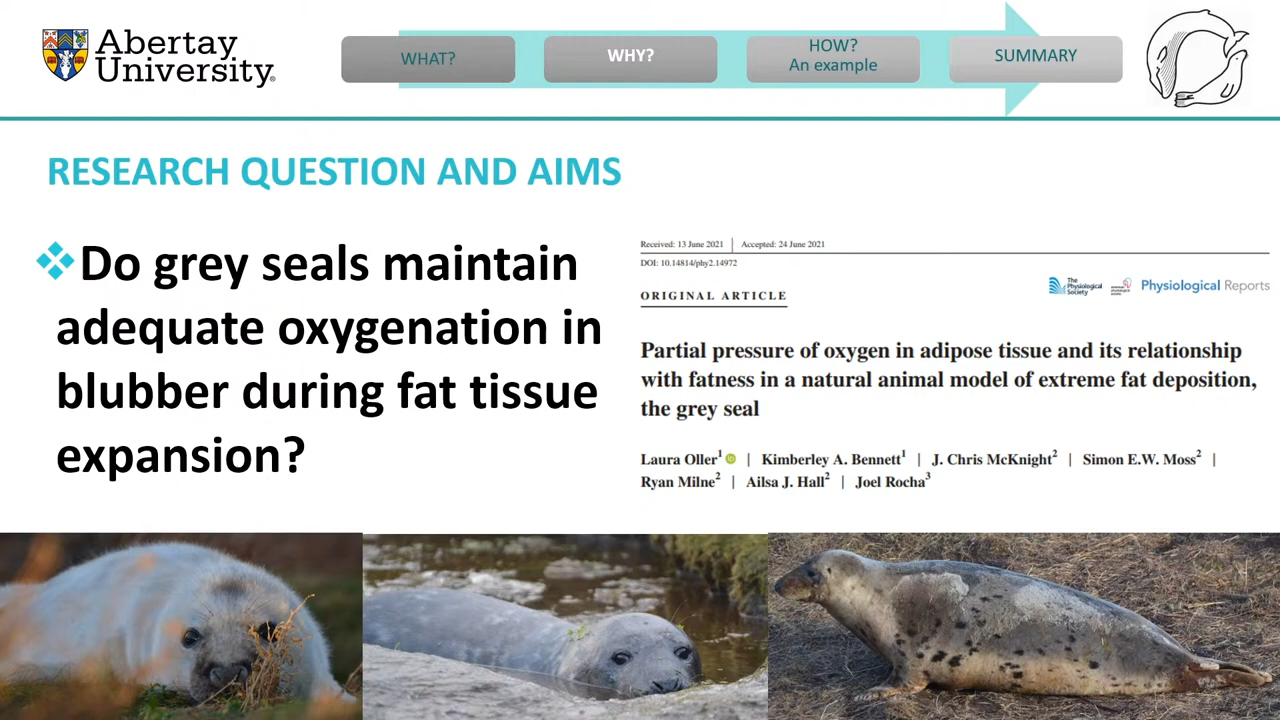 Abertay
University®
WHAT?
WHY?
HOW?
An example
SUMMARY
RESEARCH QUESTION AND AIMS
Do grey seals maintain
adequate oxygenation in
blubber during fat tissue
expansion?
Received: 13 June 2021 | Accepted: 24 June 2021
DOI: 10.14814/phy2.14972
ORIGINAL ARTICLE
The
Physiological
Society
Physiological Reports
Partial pressure of oxygen in adipose tissue and its relationship
with fatness in a natural animal model of extreme fat deposition,
the grey seal
Laura Oller1 | Kimberley A. Bennett1 | J. Chris McKnight2 | Simon E.W. Moss2 |
Ryan Milne2 | Ailsa J. Hall2 | Joel Rocha3